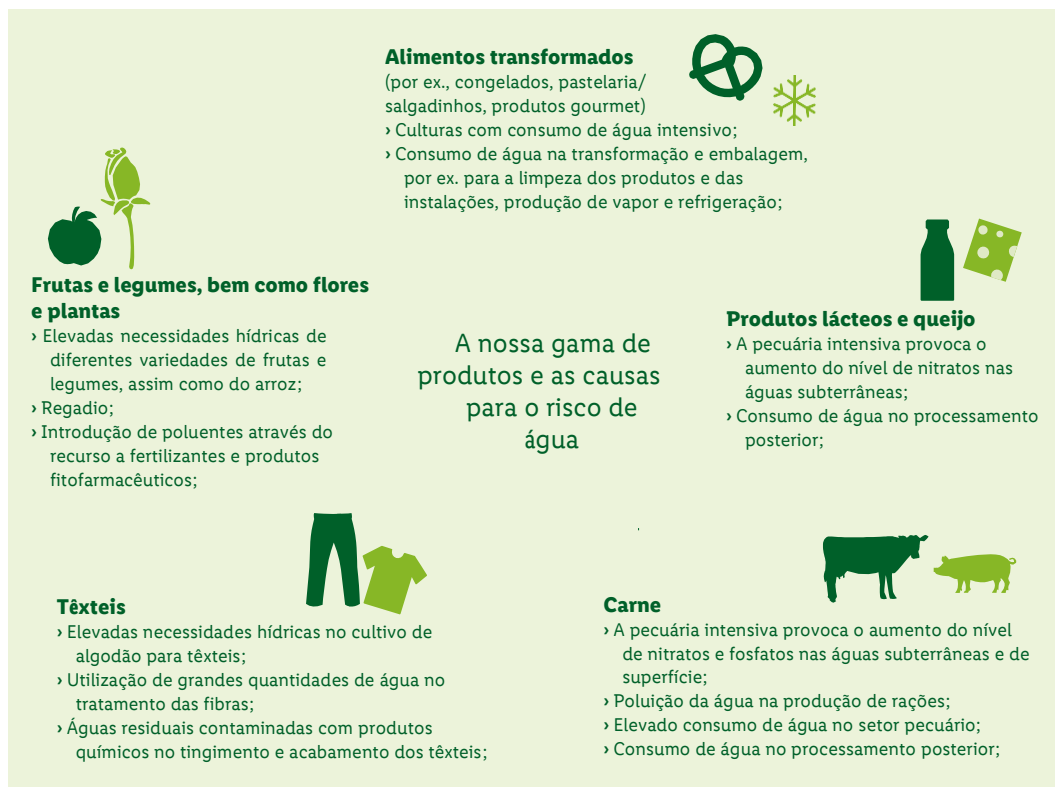 Alimentos transformados
(por ex., congelados, pastelaria/
salgadinhos, produtos gourmet)
› Culturas com consumo de água intensivo;
› Consumo de água na transformação e embalagem,
por ex. para a limpeza dos produtos e das
instalações, produção de vapor e refrigeração;
Frutas e legumes, bem como flores
e plantas
› Elevadas necessidades hídricas de
diferentes variedades de frutas e
legumes, assim como do arroz;
› Regadio;
› Introdução de poluentes através do
recurso a fertilizantes e produtos
fitofarmacêuticos;
A nossa gama de
produtos e as causas
para o risco de
água
Produtos lácteos e queijo
› A pecuária intensiva provoca o
aumento do nível de nitratos nas
águas subterrâneas;
› Consumo de água no processamento
posterior;
Têxteis
› Elevadas necessidades hídricas no cultivo de
algodão para têxteis;
› Utilização de grandes quantidades de água no
tratamento das fibras;
› Águas residuais contaminadas com produtos
químicos no tingimento e acabamento dos têxteis;
Carne
› A pecuária intensiva provoca o aumento do nível
de nitratos e fosfatos nas águas subterrâneas e de
superfície;
› Poluição da água na produção de rações;
› Elevado consumo de água no setor pecuário;
› Consumo de água no processamento posterior;